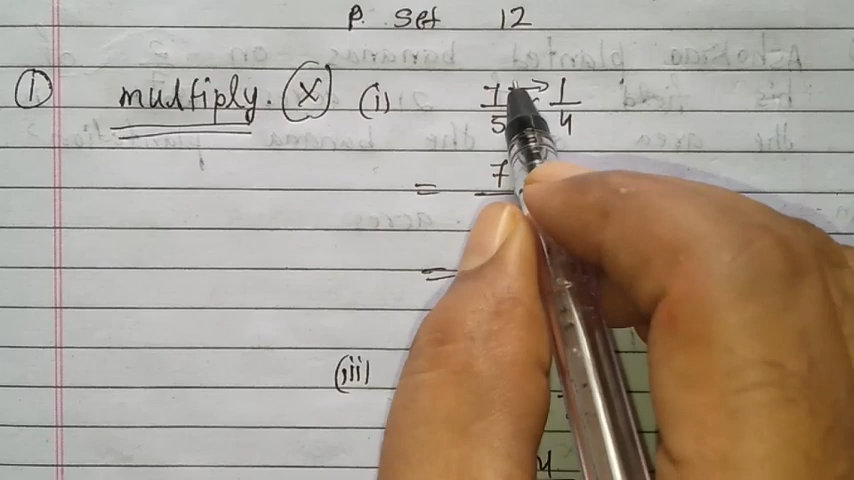 P. Set 12
① multiply. (X) (i) 7/5 × 1/4
= 7
=
(iii)